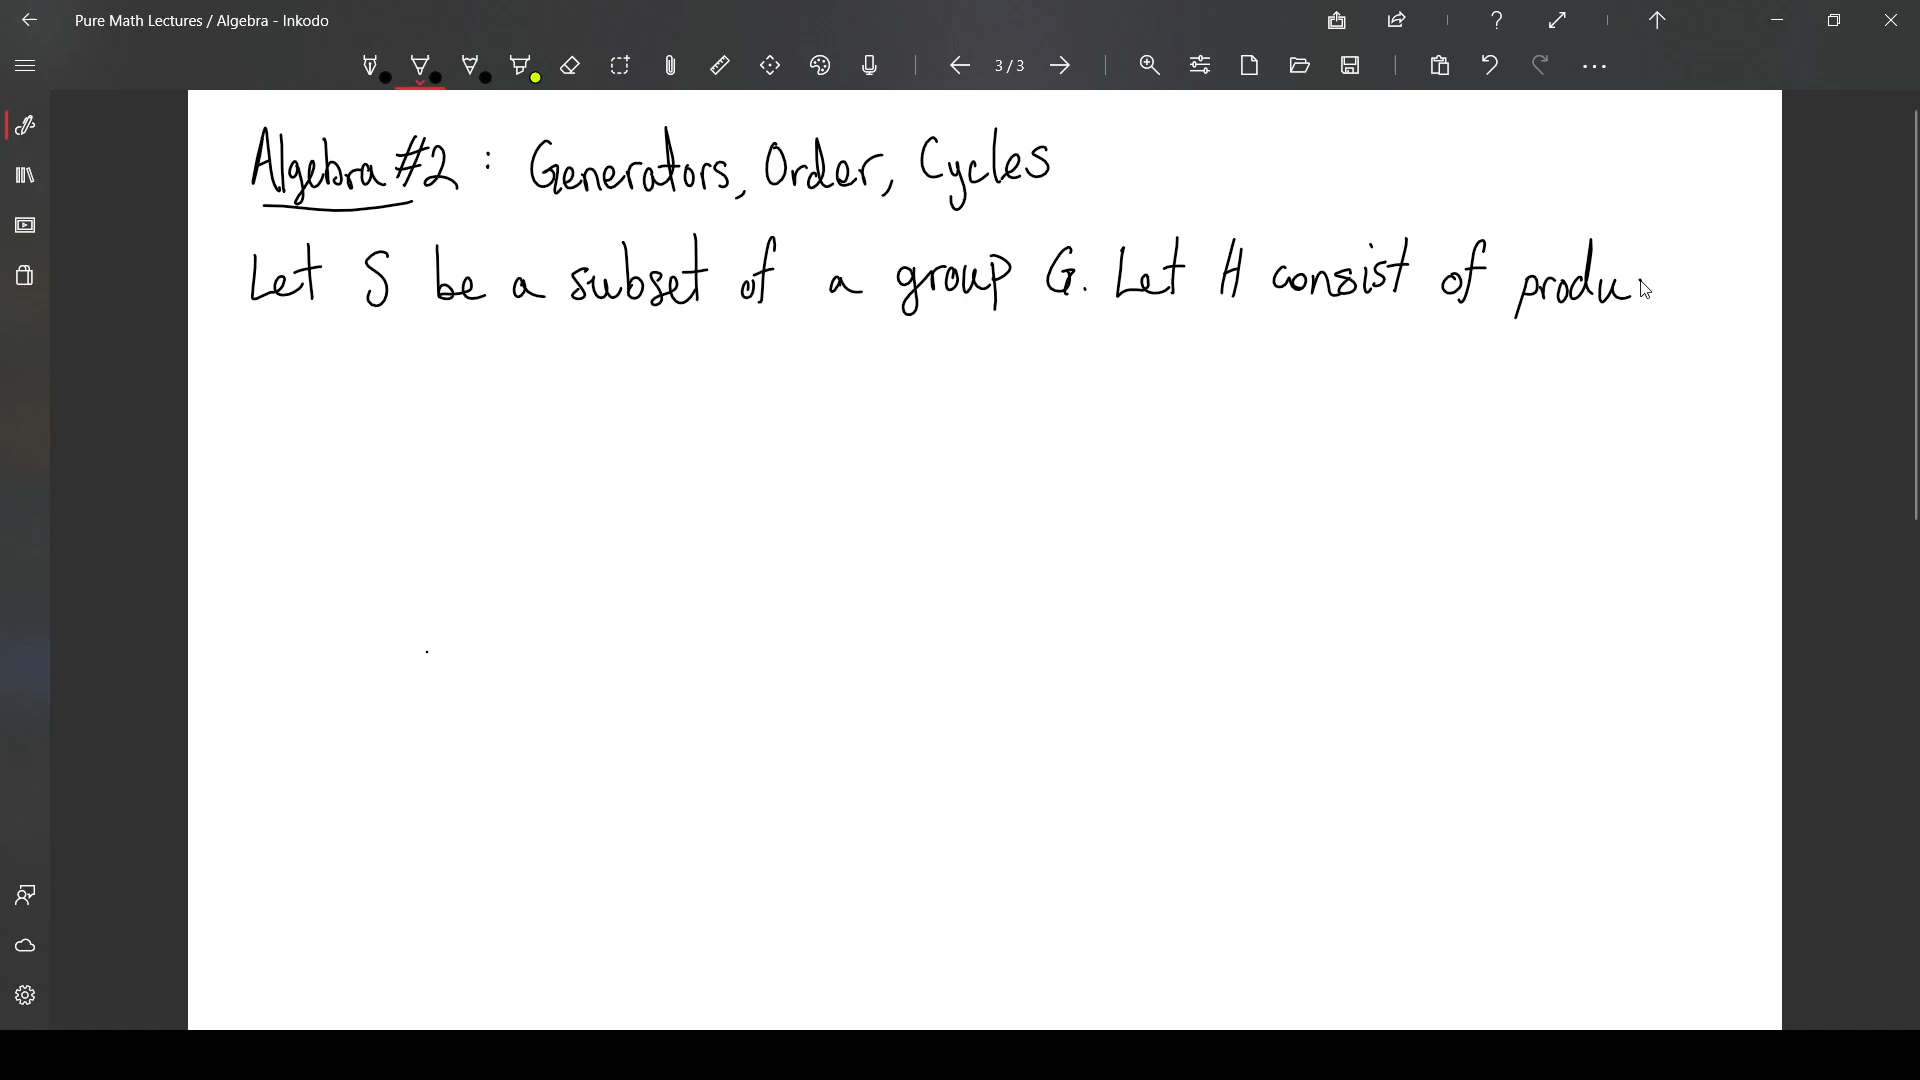 Pure Math Lectures / Algebra - Inkodo
3 / 3
Algebra #2 : Generators, Order, Cycles
Let S be a subset of a group G. Let H consist of produ